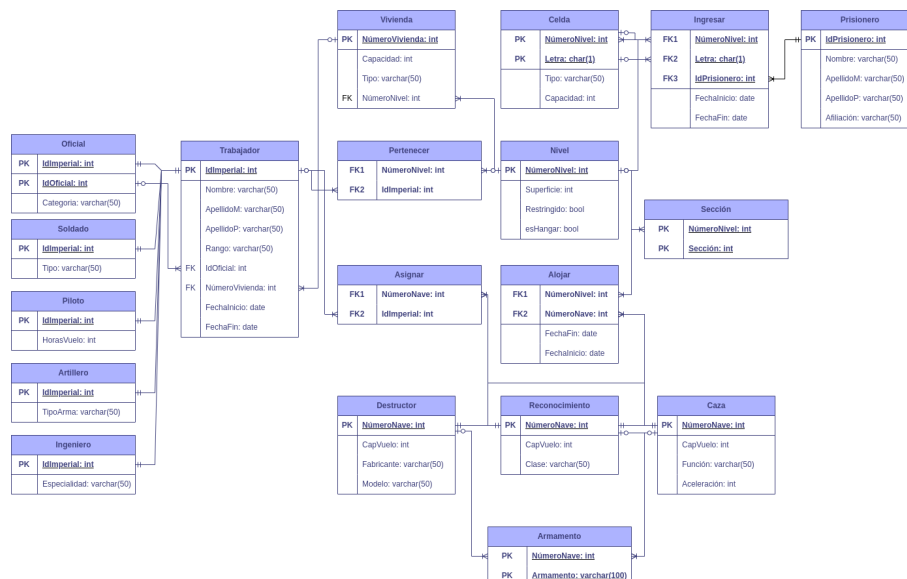 Vivienda
PK NúmeroVivienda: int
Capacidad: int
Tipo: varchar(50)
FK NúmeroNivel: int
Celda
PK NúmeroNivel: int
PK Letra: char(1)
Tipo: varchar(50)
Capacidad: int
Ingresar
FK1 NúmeroNivel: int
FK2 Letra: char(1)
FK3 IdPrisionero: int
FechaInicio: date
FechaFin: date
Prisionero
PK IdPrisionero: int
Nombre: varchar(50)
ApellidoM: varchar(50)
ApellidoP: varchar(50)
Afiliación: varchar(50)
Oficial
PK IdImperial: int
PK IdOficial: int
Categoria: varchar(50)
Trabajador
PK IdImperial: int
Nombre: varchar(50)
ApellidoM: varchar(50)
ApellidoP: varchar(50)
Rango: varchar(50)
FK IdOficial: int
FK NúmeroVivienda: int
FechaInicio: date
FechaFin: date
Pertenecer
FK1 NúmeroNivel: int
FK2 IdImperial: int
Nivel
PK NúmeroNivel: int
Superficie: int
Restringido: bool
esHangar: bool
Sección
PK NúmeroNivel: int
PK Sección: int
Soldado
PK IdImperial: int
Tipo: varchar(50)
Piloto
PK IdImperial: int
HorasVuelo: int
Asignar
FK1 NúmeroNave: int
FK2 IdImperial: int
Alojar
FK1 NúmeroNivel: int
FK2 NúmeroNave: int
FechaFin: date
FechaInicio: date
Artillero
PK IdImperial: int
TipoArma: varchar(50)
Ingeniero
PK IdImperial: int
Especialidad: varchar(50)
Destructor
PK NúmeroNave: int
CapVuelo: int
Fabricante: varchar(50)
Modelo: varchar(50)
Reconocimiento
PK NúmeroNave: int
CapVuelo: int
Clase: varchar(50)
Caza
PK NúmeroNave: int
CapVuelo: int
Función: varchar(50)
Aceleración: int
Armamento
PK NúmeroNave: int
PK Armamento: varchar(100)